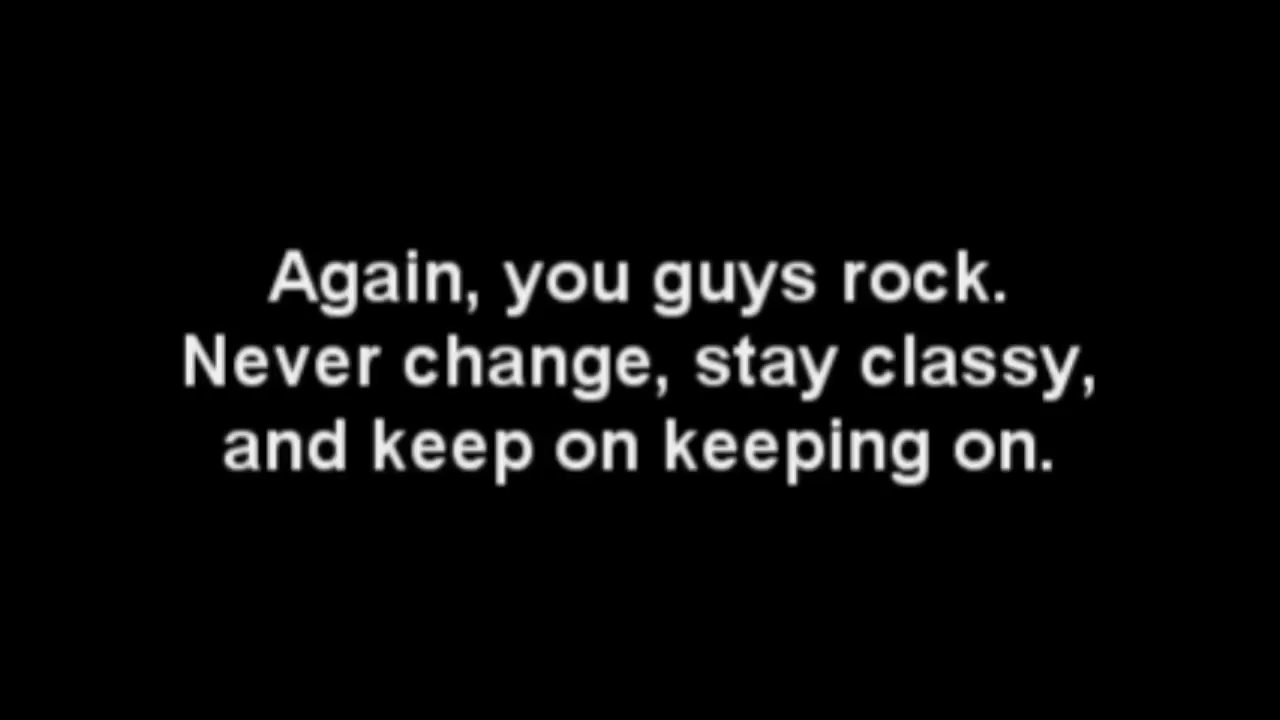 Again, you guys rock.
Never change, stay classy,
and keep on keeping on.